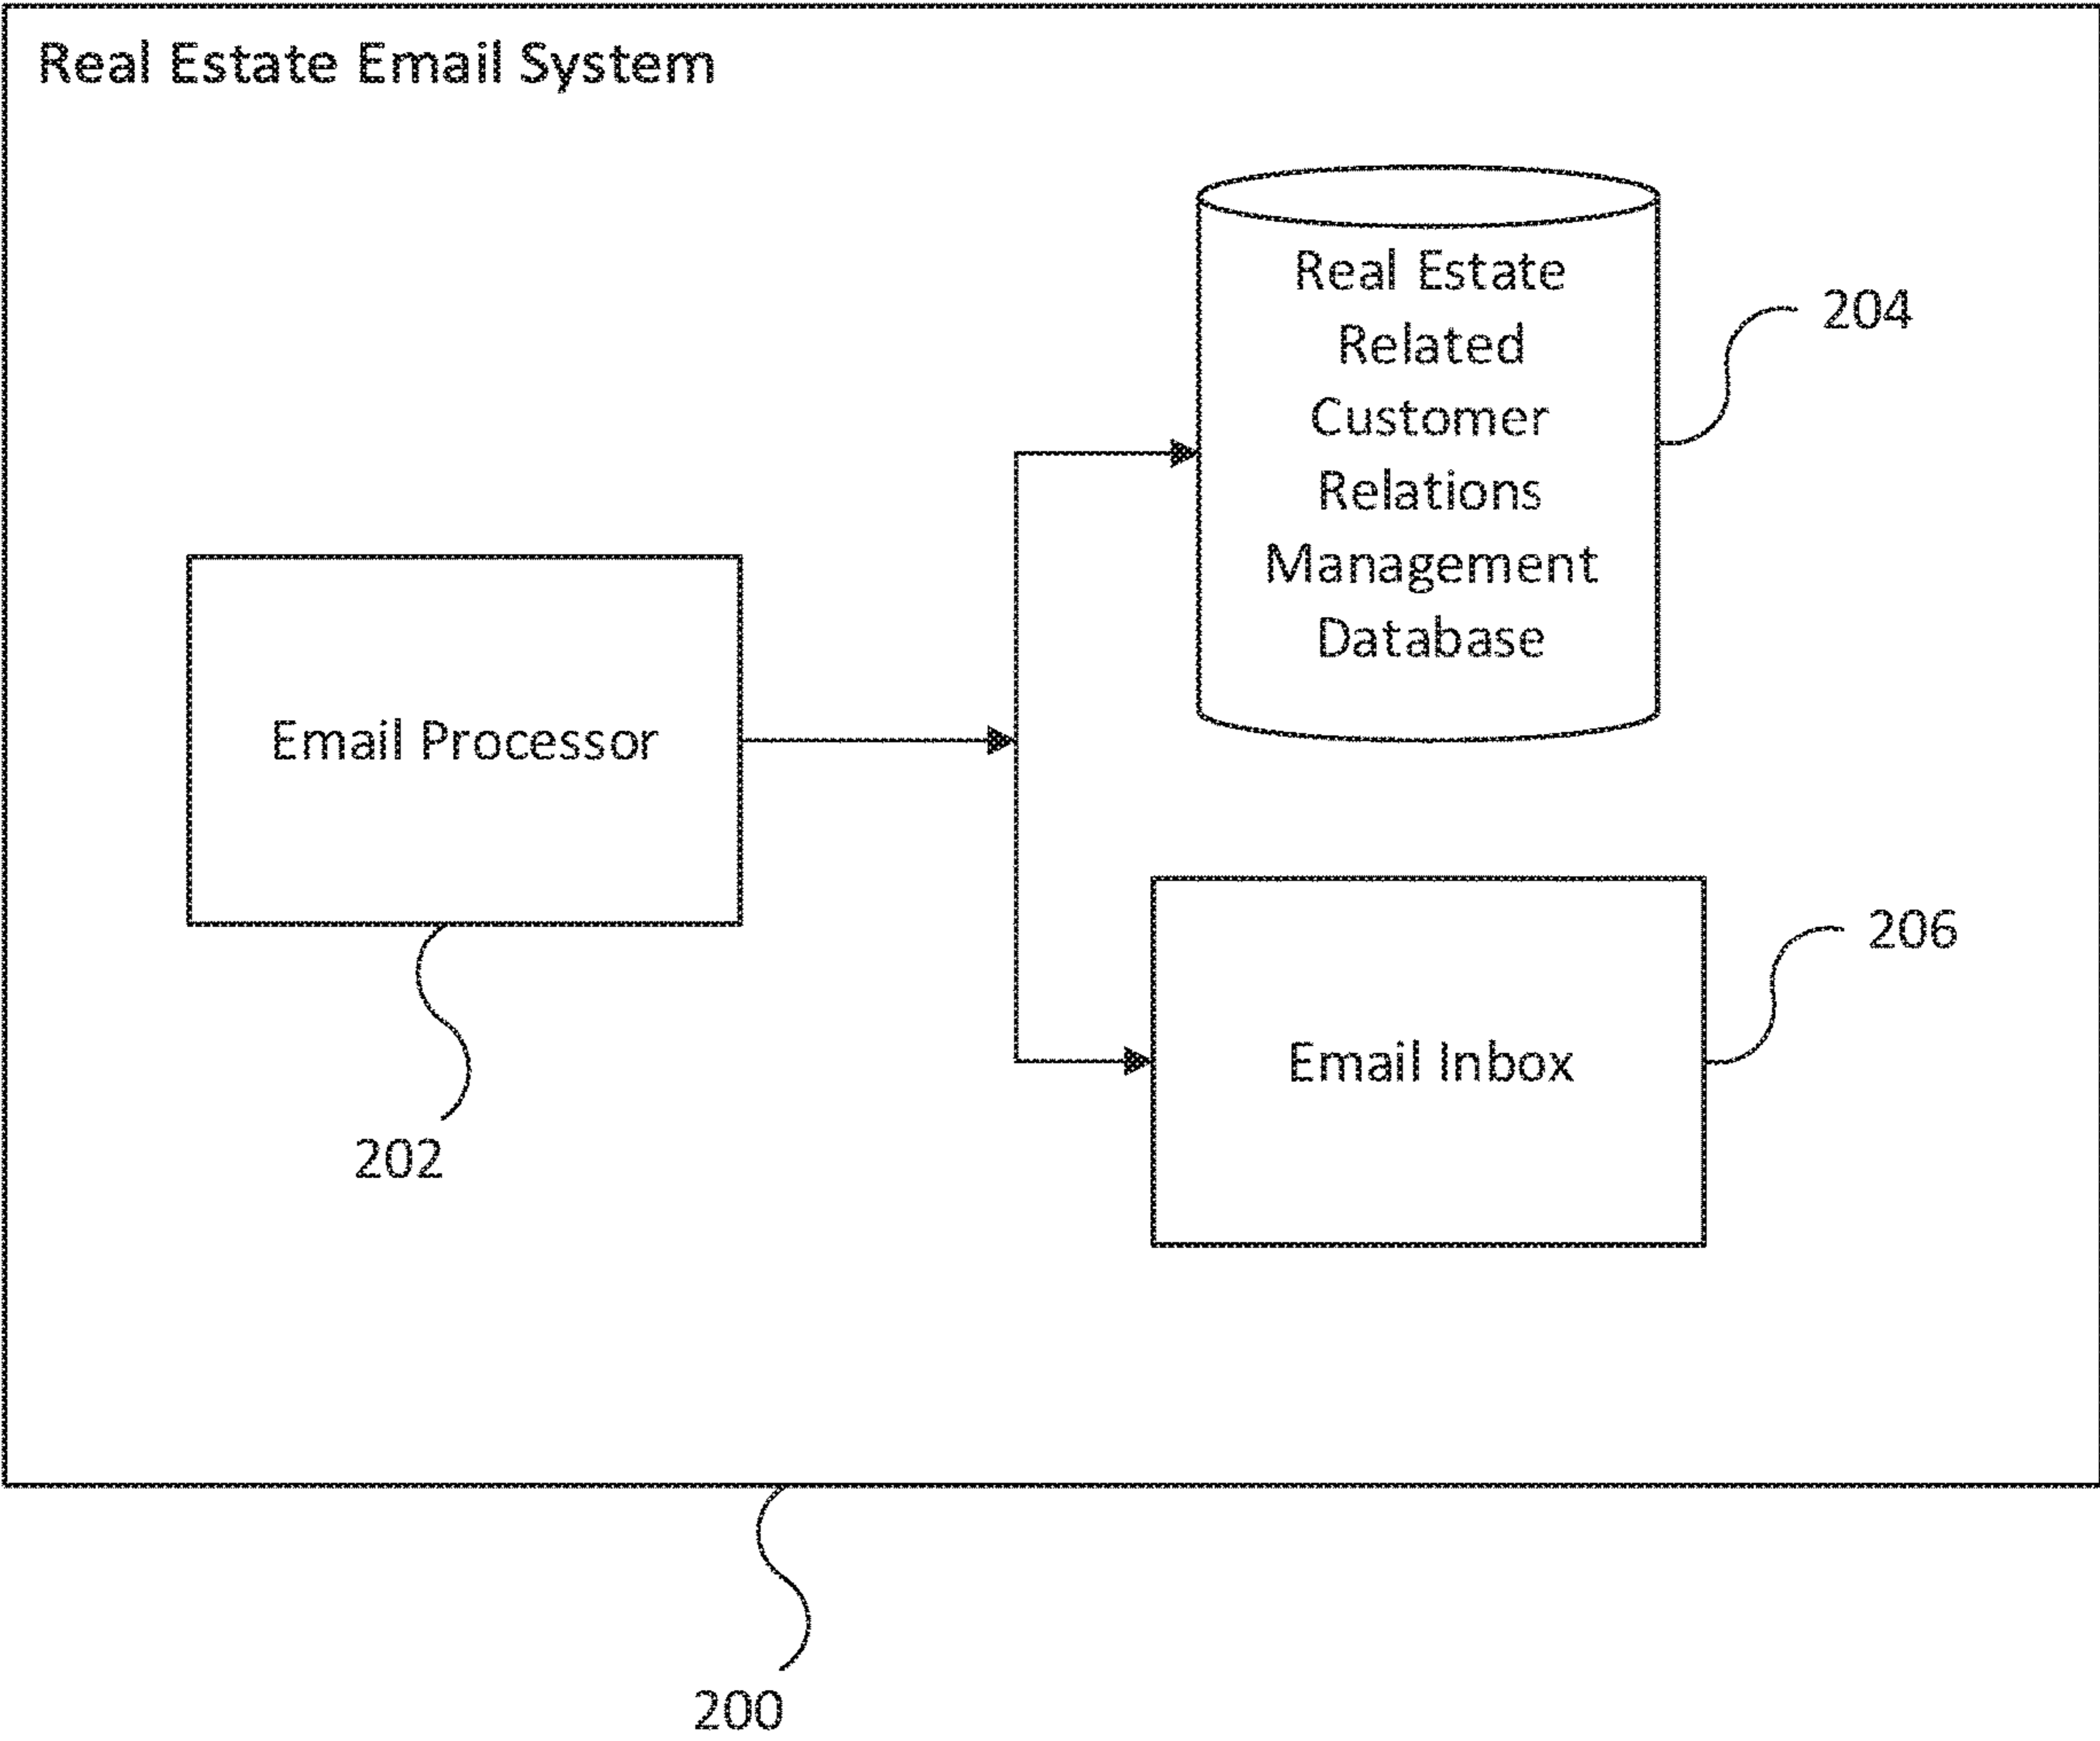 Real Estate Email System
Real Estate
Related
Customer
Relations
Management
Database
204
Email Processor
202
Email Inbox
206
200